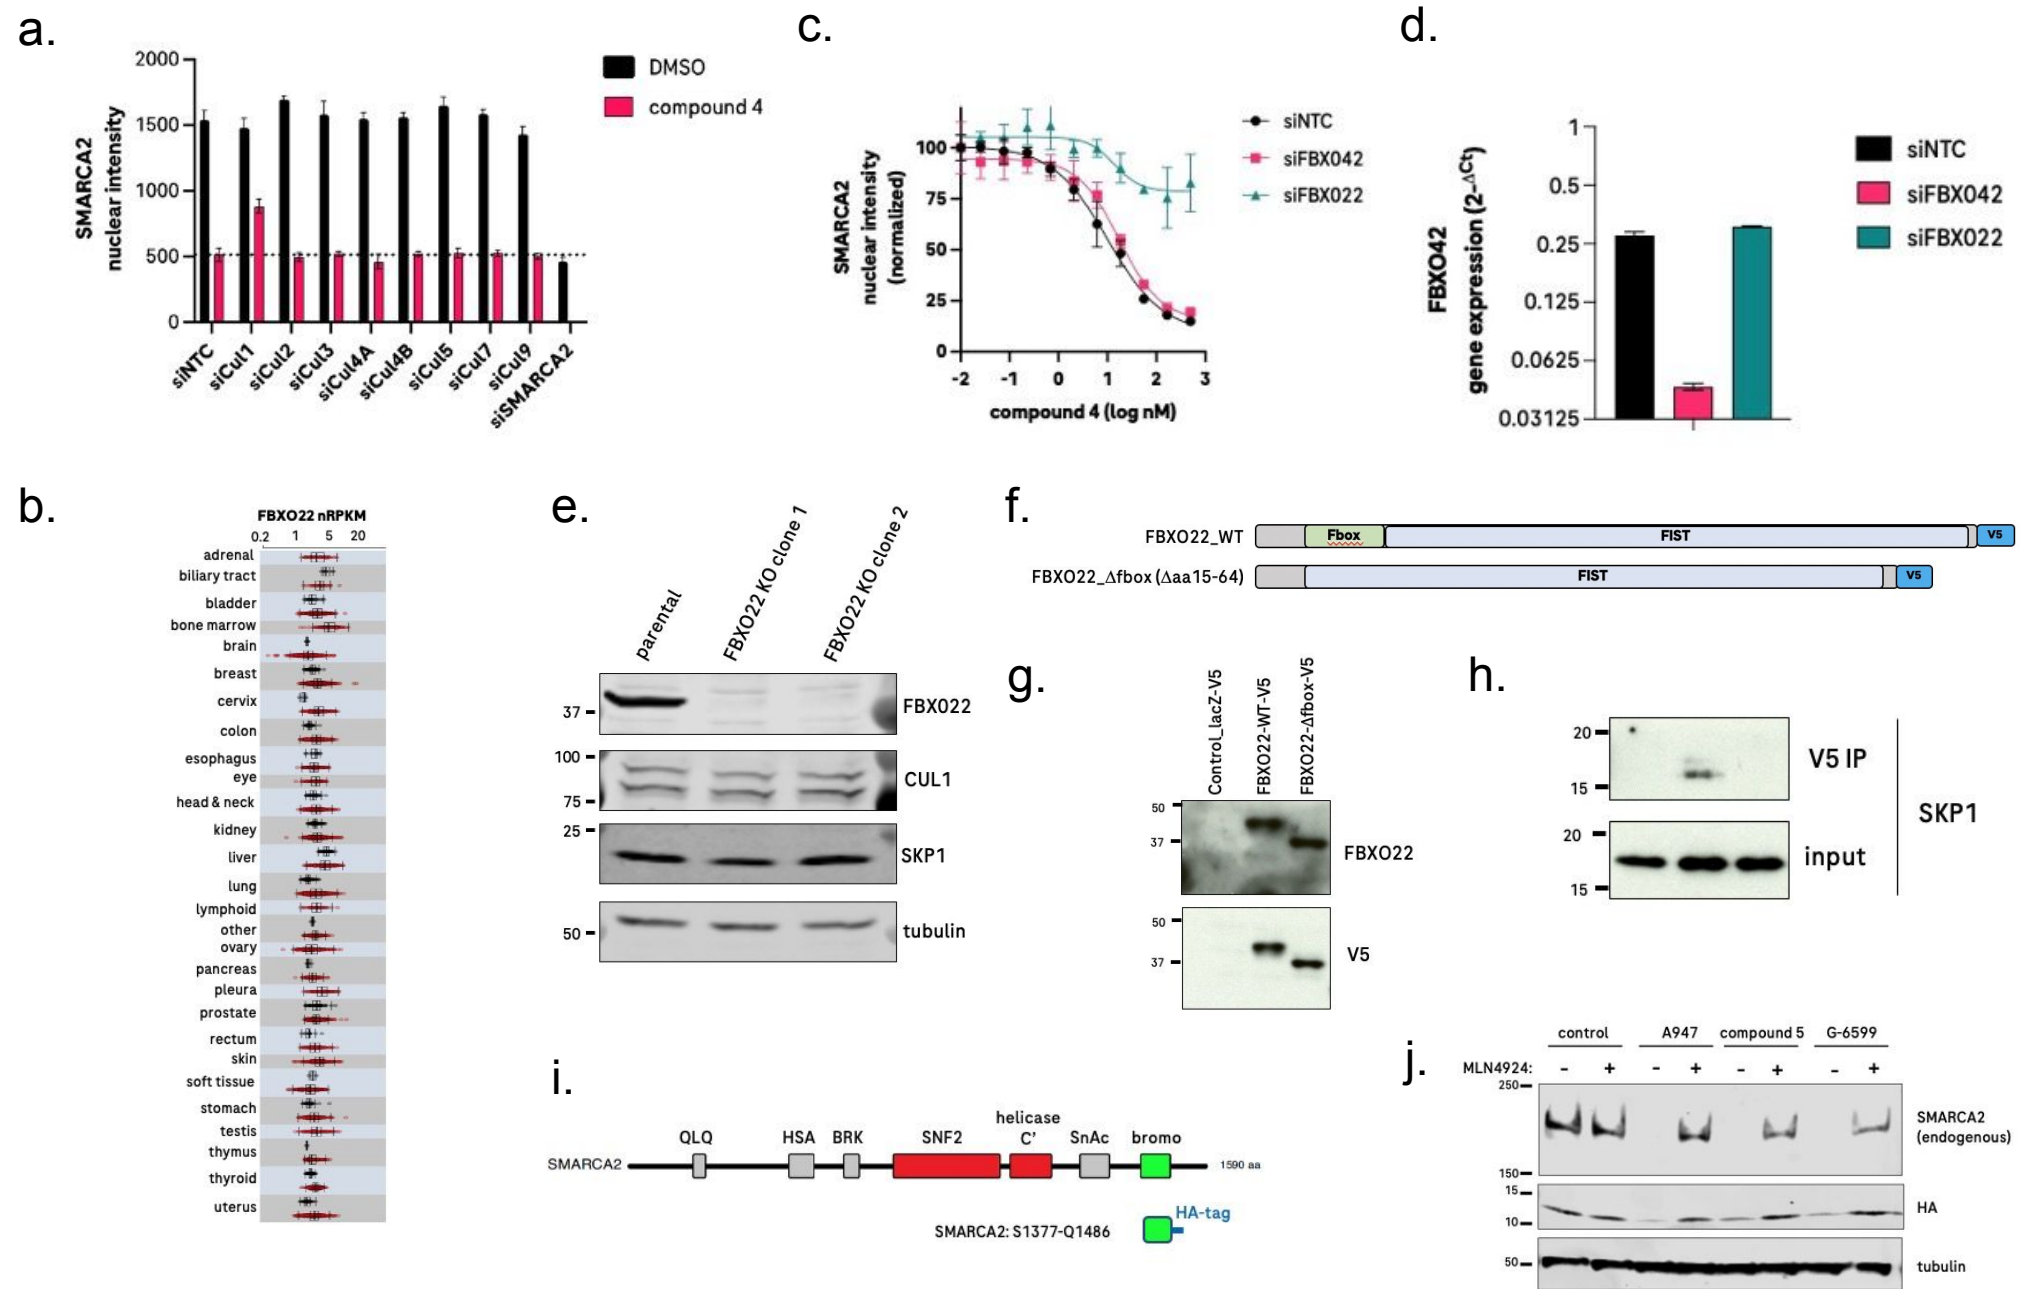 a.
2000
1500
1000
500
0
SMARCA2
nuclear intensity
DMSO
compound 4
siNTC
siCul1
siCul2
siCul3
siCul4A
siCul4B
siCul5
siCul7
siCul9
siSMARCA2
c.
SMARCA2
nuclear intensity
(normalized)
100
75
50
25
0
-2 -1 0 1 2 3
compound 4 (log nM)
siNTC
siFBXO42
siFBXO22
d.
FBXO42
gene expression (2-ΔCt)
1
0.5
0.25
0.125
0.0625
0.03125
siNTC
siFBXO42
siFBXO22
b.
FBXO22 nRPKM
0.2 1 5 20
adrenal
biliary tract
bladder
bone marrow
brain
breast
cervix
colon
esophagus
eye
head & neck
kidney
liver
lung
lymphoid
other
ovary
pancreas
pleura
prostate
rectum
skin
soft tissue
stomach
testis
thymus
thyroid
uterus
e.
parental
FBXO22 KO clone 1
FBXO22 KO clone 2
37
FBXO22
100
75
CUL1
25
SKP1
50
tubulin
f.
FBXO22_WT
Fbox
FIST
V5
FBXO22_Δfbox (Δaa15-64)
FIST
V5
g.
Control_lacZ-V5
FBXO22-WT-V5
FBXO22-Δfbox-V5
50
37
FBXO22
50
37
V5
h.
20
15
V5 IP
20
15
input
SKP1
i.
SMARCA2
QLQ
HSA
BRK
SNF2
helicase
C'
SnAc
bromo
1590 aa
SMARCA2: S1377-Q1486
HA-tag
j.
control A947 compound 5 G-6599
MLN4924: - + - + - + - +
250
150
SMARCA2
(endogenous)
15
10
HA
50
tubulin